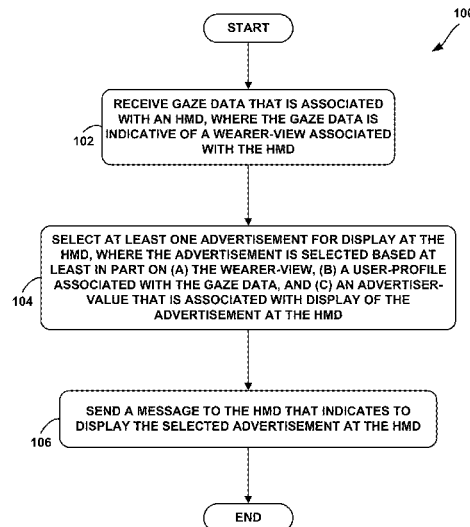 START
100
RECEIVE GAZE DATA THAT IS ASSOCIATED
WITH AN HMD, WHERE THE GAZE DATA IS
INDICATIVE OF A WEARER-VIEW ASSOCIATED
WITH THE HMD
102
SELECT AT LEAST ONE ADVERTISEMENT FOR DISPLAY AT THE
HMD, WHERE THE ADVERTISEMENT IS SELECTED BASED AT
LEAST IN PART ON (A) THE WEARER-VIEW, (B) A USER-PROFILE
ASSOCIATED WITH THE GAZE DATA, AND (C) AN ADVERTISER-
VALUE THAT IS ASSOCIATED WITH DISPLAY OF THE
ADVERTISEMENT AT THE HMD
104
SEND A MESSAGE TO THE HMD THAT INDICATES TO
DISPLAY THE SELECTED ADVERTISEMENT AT THE HMD
106
END